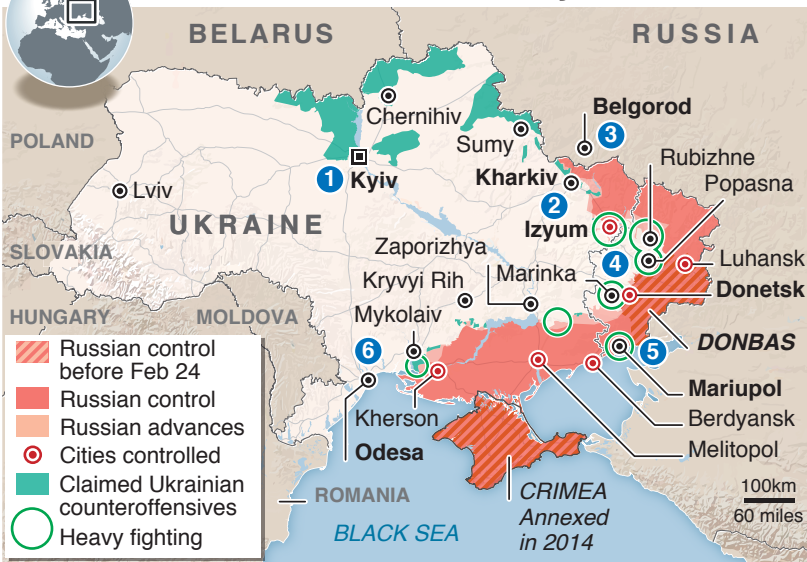 BELARUS
RUSSIA
Belgorod
3
Chernihiv
POLAND
Sumy
Rubizhne
Popasna
1
Kyiv
Kharkiv
2
Lviv
UKRAINE
Izyum
SLOVAKIA
Zaporizhya
4
Luhansk
Kryvyi Rih
Marinka
Donetsk
HUNGARY
MOLDOVA
Mykolaiv
DONBAS
6
5
Mariupol
Kherson
Berdyansk
Odesa
Melitopol
Russian control
before Feb 24
Russian control
Russian advances
Cities controlled
Claimed Ukrainian
counteroffensives
Heavy fighting
ROMANIA
BLACK SEA
CRIMEA
Annexed
in 2014
100km
60 miles